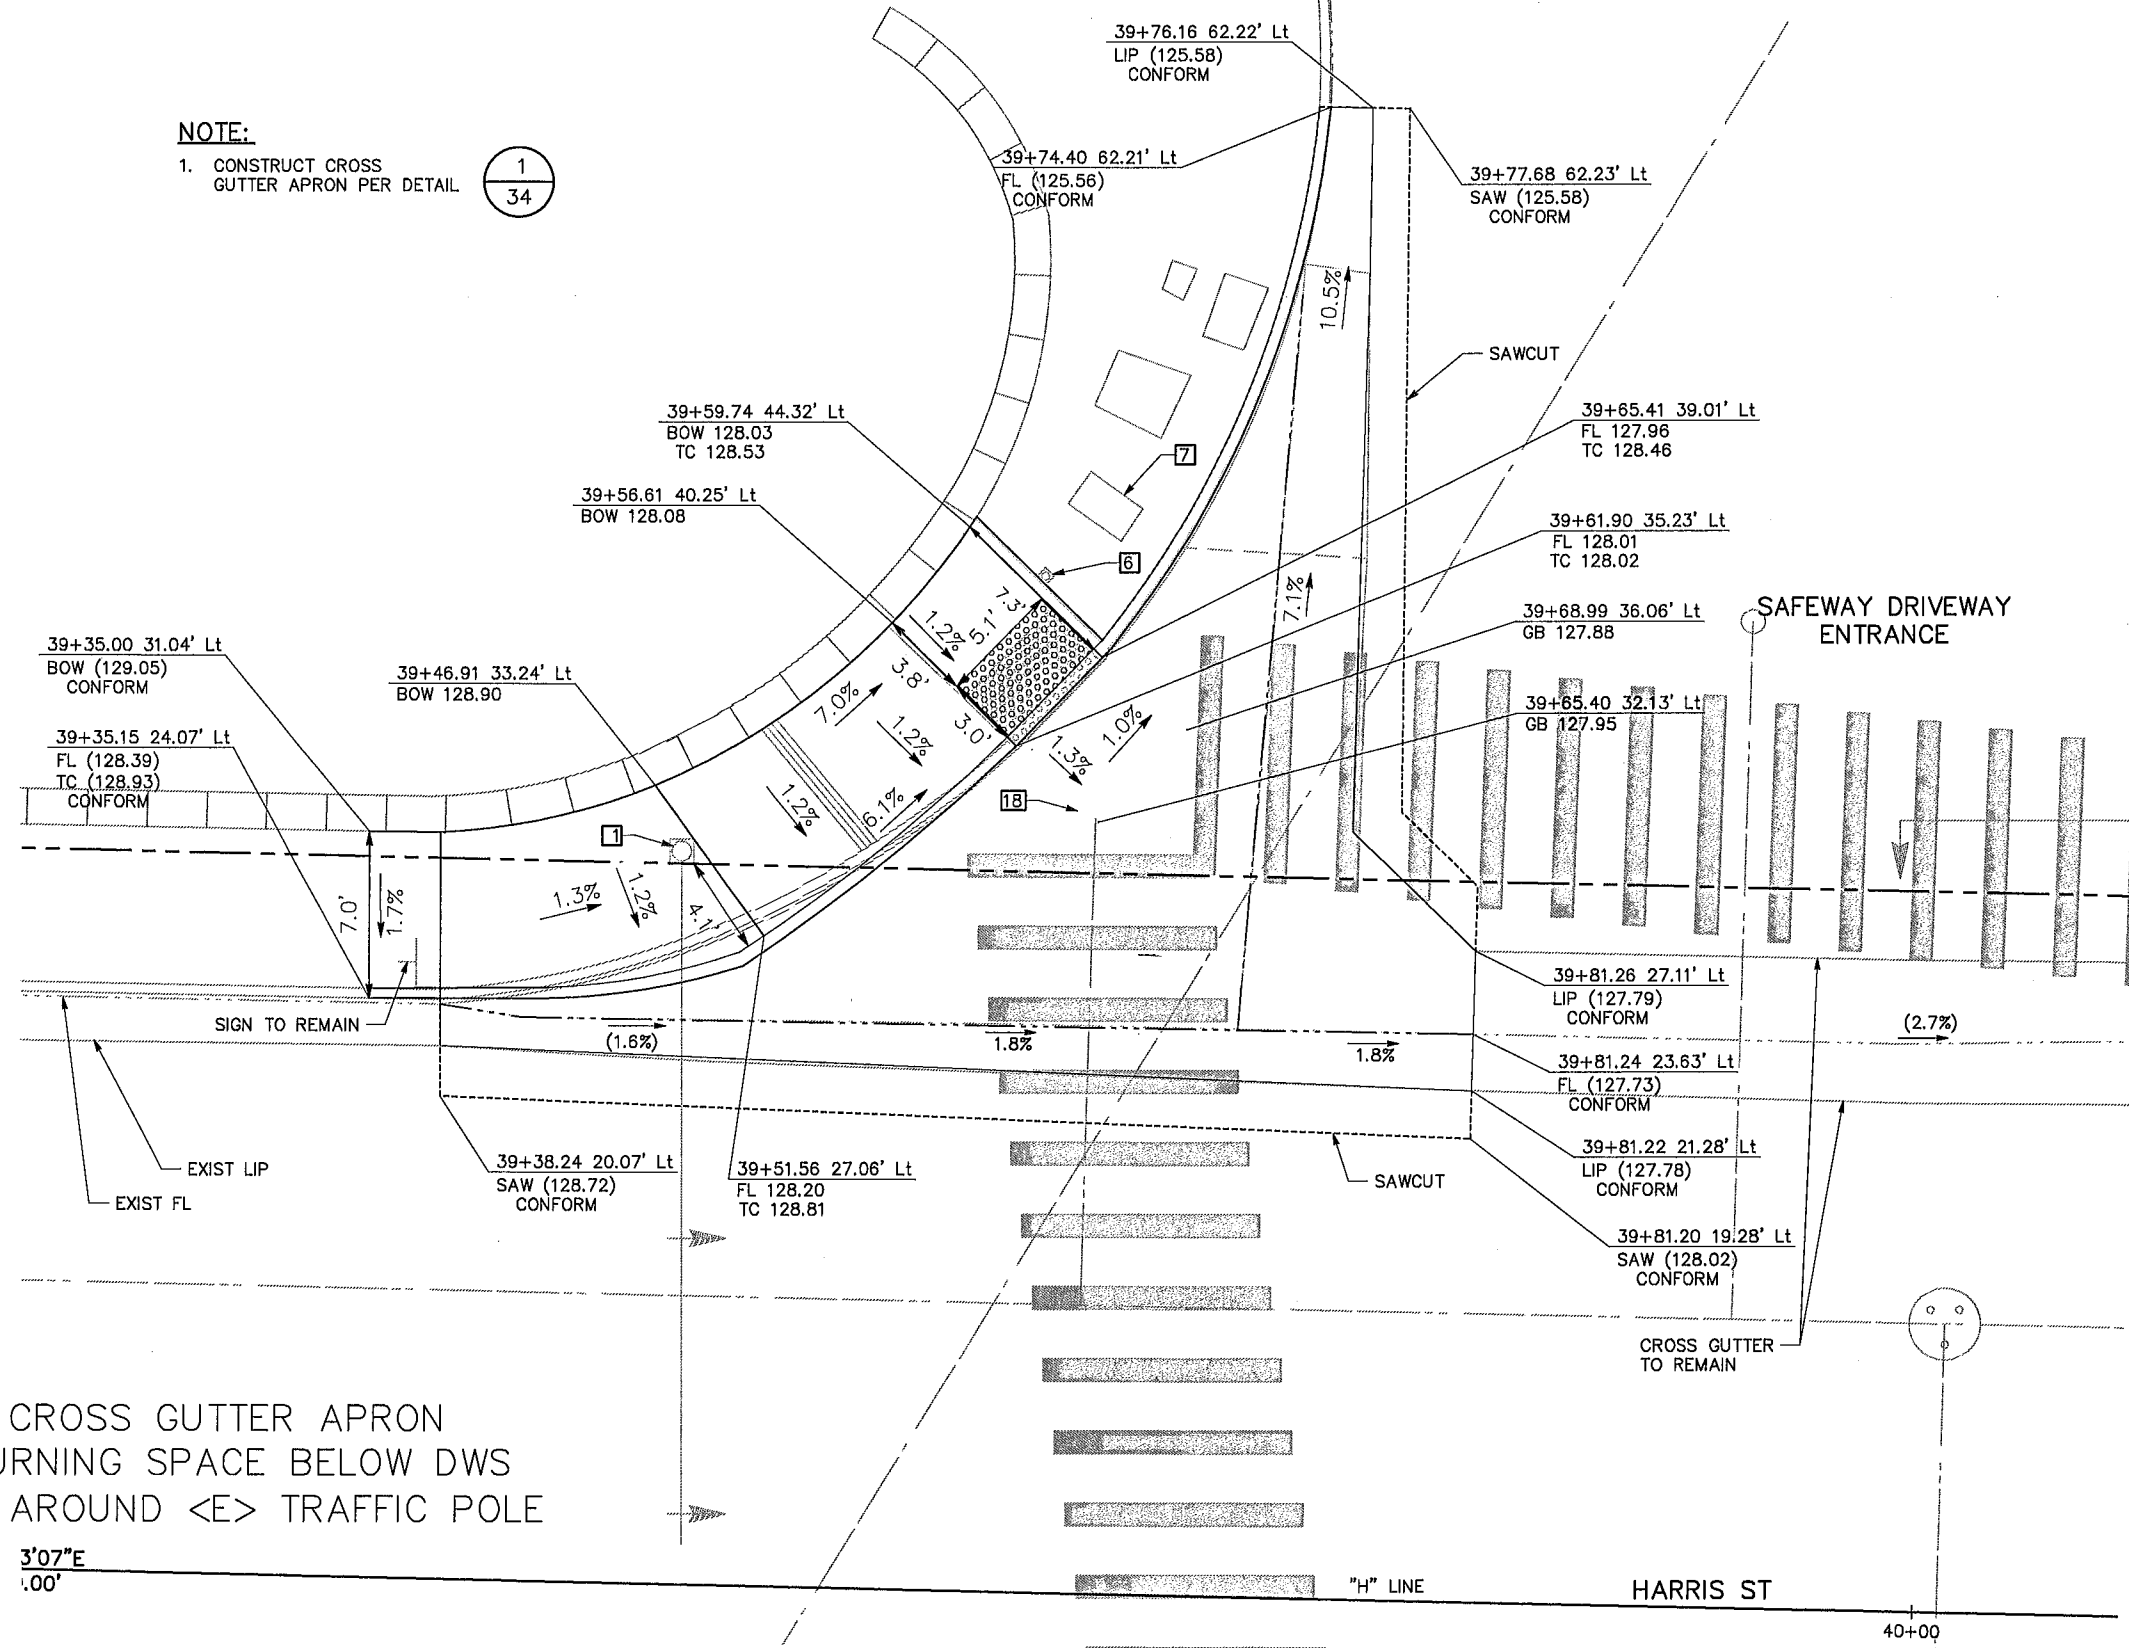 39+76.16 62.22' Lt
LIP (125.58)
CONFORM
NOTE:
1. CONSTRUCT CROSS
GUTTER APRON PER DETAIL
1
34
39+74.40 62.21' Lt
FL (125.56)
CONFORM
39+77.68 62.23' Lt
SAW (125.58)
CONFORM
10.5%
SAWCUT
39+59.74 44.32' Lt
BOW 128.03
TC 128.53
39+65.41 39.01' Lt
FL 127.96
TC 128.46
7
39+56.61 40.25' Lt
BOW 128.08
39+61.90 35.23' Lt
FL 128.01
TC 128.02
6
7.3'
5.1'
1.2%
7.1%
39+68.99 36.06' Lt
GB 127.88
SAFEWAY DRIVEWAY
ENTRANCE
39+35.00 31.04' Lt
BOW (129.05)
CONFORM
39+46.91 33.24' Lt
BOW 128.90
3.8'
7.0%
1.2%
3.0'
1.3%
1.0%
39+65.40 32.13' Lt
GB 127.95
39+35.15 24.07' Lt
FL (128.39)
TC (128.93)
CONFORM
1.2%
6.1%
18
1
7.0'
1.7%
1.3%
1.2%
4.1'
39+81.26 27.11' Lt
LIP (127.79)
CONFORM
SIGN TO REMAIN
(1.6%)
1.8%
1.8%
(2.7%)
39+81.24 23.63' Lt
FL (127.73)
CONFORM
EXIST LIP
EXIST FL
39+38.24 20.07' Lt
SAW (128.72)
CONFORM
39+51.56 27.06' Lt
FL 128.20
TC 128.81
SAWCUT
39+81.22 21.28' Lt
LIP (127.78)
CONFORM
39+81.20 19.28' Lt
SAW (128.02)
CONFORM
CROSS GUTTER
TO REMAIN
CROSS GUTTER APRON
URNING SPACE BELOW DWS
AROUND <E> TRAFFIC POLE
3'07"E
.00'
"H" LINE
HARRIS ST
40+00